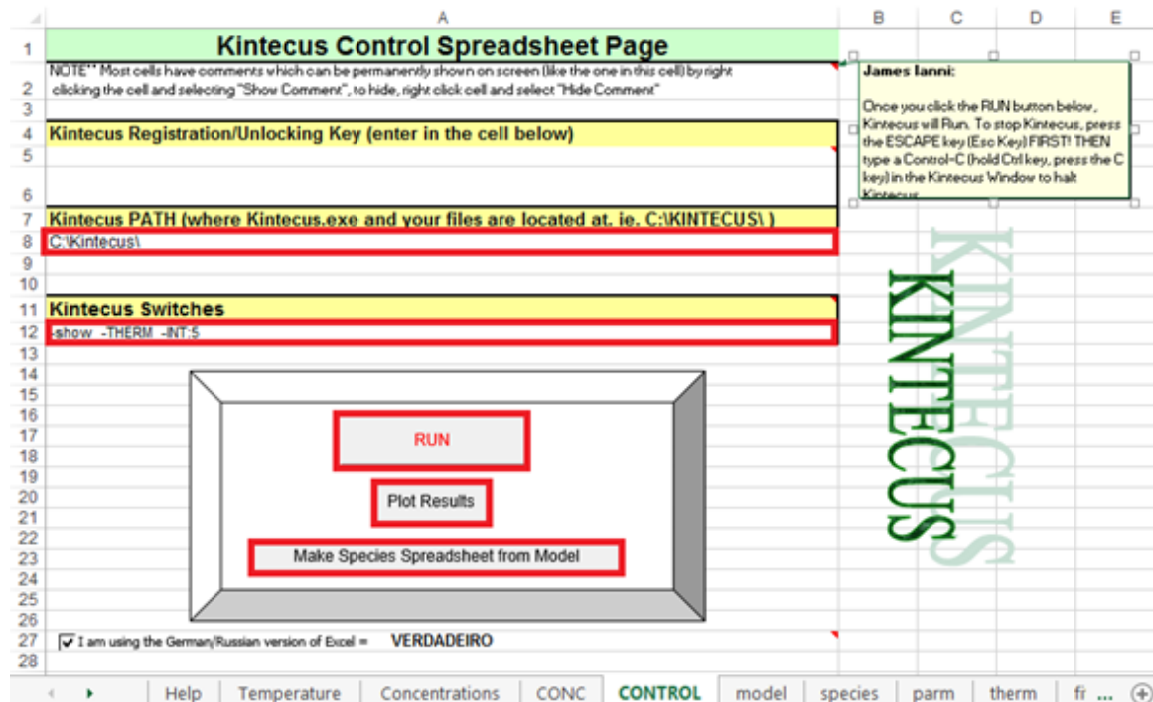 A B C D E
1 Kintecus Control Spreadsheet Page
NOTE** Most cells have comments which can be permanently shown on screen (like the one in this cell) by right
2 clicking the cell and selecting "Show Comment", to hide, right click cell and select "Hide Comment"
James Ianni:
Once you click the RUN button below,
Kintecus will Run. To stop Kintecus, press
the ESCAPE key (Esc Key) FIRST! THEN
type a Control-C (hold Ctrl key, press the C
key) in the Kintecus Window to halt
Kintecus
3
4 Kintecus Registration/Unlocking Key (enter in the cell below)
5
6
7 Kintecus PATH (where Kintecus.exe and your files are located at. ie. C:\KINTECUS\ )
8 C:\Kintecus\
9
10
11 Kintecus Switches
12 -show -THERM -INT:5
13
14
15
16
17 RUN
18
19
20 Plot Results
21
22
23 Make Species Spreadsheet from Model
24
25
26
27 I am using the German/Russian version of Excel = VERDADEIRO
28
KINTECUS
KINTECUS
Help Temperature Concentrations CONC CONTROL model species parm therm fi ...